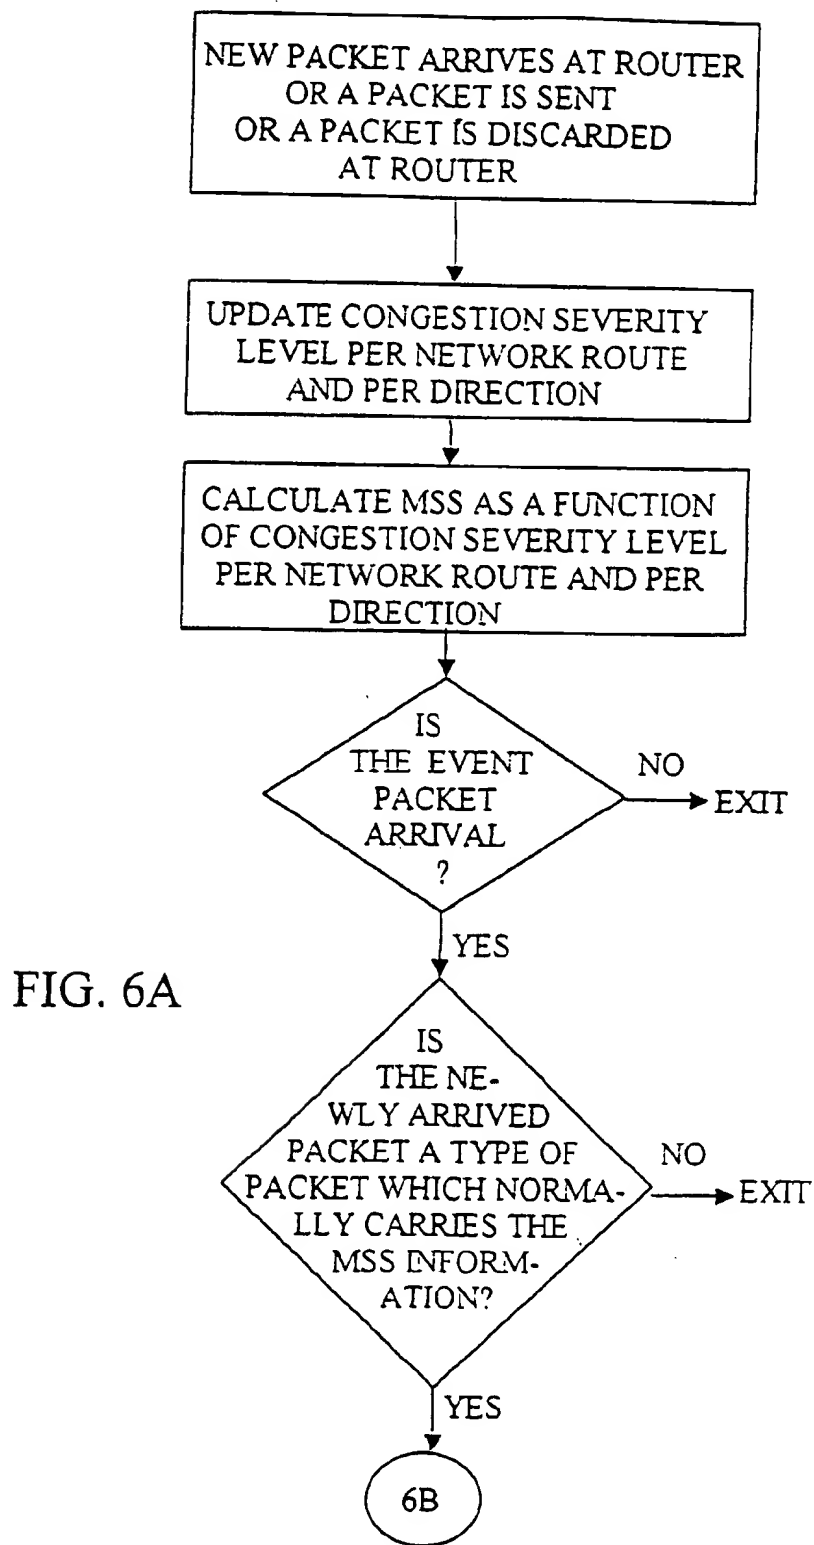 NEW PACKET ARRIVES AT ROUTER
OR A PACKET IS SENT
OR A PACKET IS DISCARDED
AT ROUTER
UPDATE CONGESTION SEVERITY
LEVEL PER NETWORK ROUTE
AND PER DIRECTION
CALCULATE MSS AS A FUNCTION
OF CONGESTION SEVERITY LEVEL
PER NETWORK ROUTE AND PER
DIRECTION
IS
THE EVENT
PACKET
ARRIVAL
?
NO
EXIT
YES
FIG. 6A
IS
THE NE-
WLY ARRIVED
PACKET A TYPE OF
PACKET WHICH NORMA-
LLY CARRIES THE
MSS INFORM-
ATION?
NO
EXIT
YES
6B